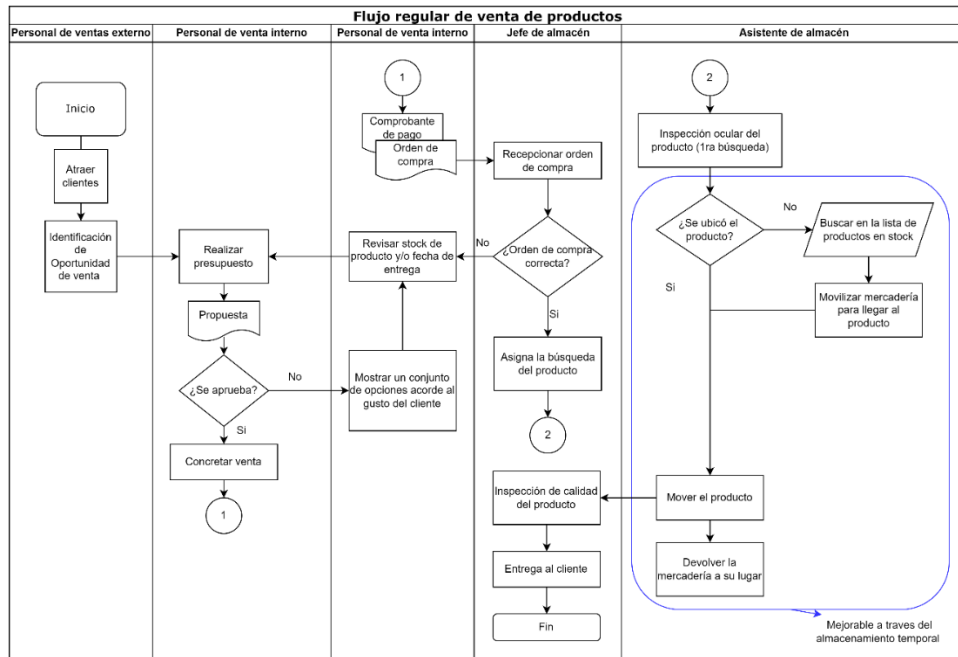 Flujo regular de venta de productos
Personal de ventas externo
Personal de venta interno
Personal de venta interno
Jefe de almacén
Asistente de almacén
Inicio
Atraer
clientes
Identificación
de
Oportunidad
de venta
Realizar
presupuesto
Propuesta
¿Se aprueba?
No
Si
Concretar venta
1
1
Comprobante
de pago
Orden de
compra
Revisar stock de
producto y/o fecha de
entrega
Mostrar un conjunto
de opciones acorde al
gusto del cliente
Recepcionar orden
de compra
¿Orden de compra
correcta?
No
Si
Asigna la búsqueda
del producto
2
Inspección de calidad
del producto
Entrega al cliente
Fin
2
Inspección ocular del
producto (1ra búsqueda)
¿Se ubicó el
producto?
No
Sí
Buscar en la lista de
productos en stock
Movilizar mercadería
para llegar al
producto
Mover el producto
Devolver la
mercadería a su lugar
Mejorable a traves del
almacenamiento temporal